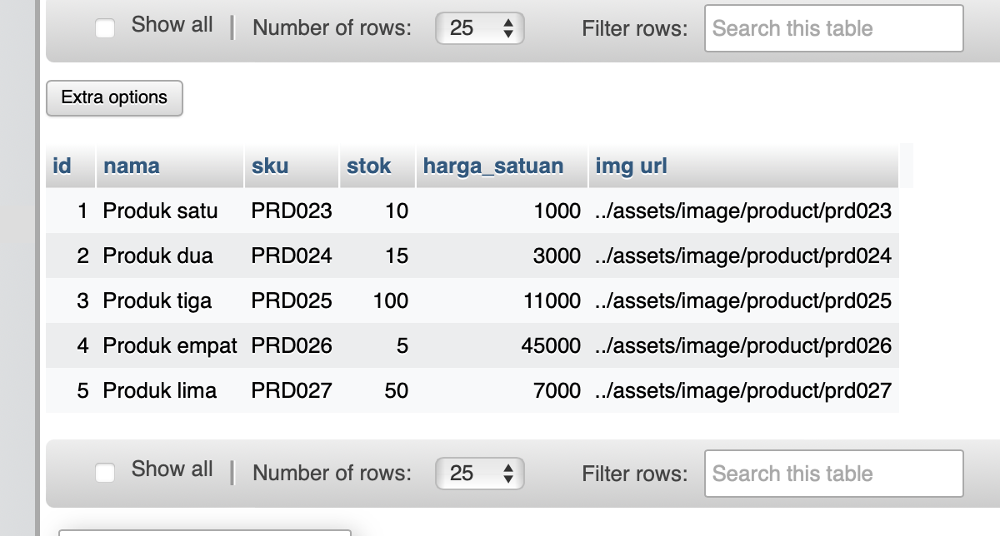 Show all | Number of rows: 25 Filter rows: Search this table
Extra options
id nama sku stok harga_satuan img url
1 Produk satu PRD023 10 1000 ../assets/image/product/prd023
2 Produk dua PRD024 15 3000 ../assets/image/product/prd024
3 Produk tiga PRD025 100 11000 ../assets/image/product/prd025
4 Produk empat PRD026 5 45000 ../assets/image/product/prd026
5 Produk lima PRD027 50 7000 ../assets/image/product/prd027
Show all | Number of rows: 25 Filter rows: Search this table